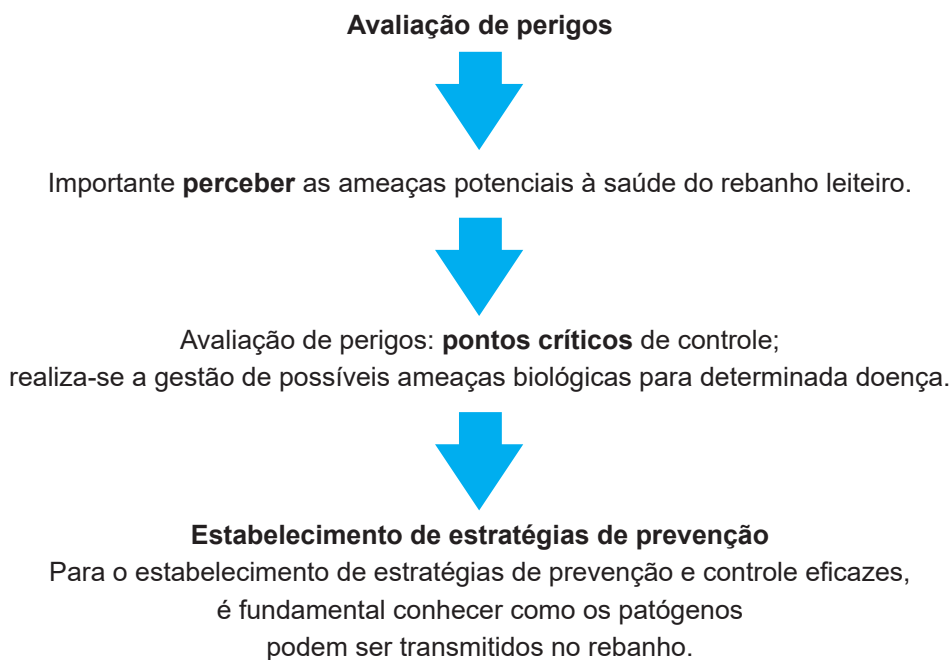 Avaliação de perigos
Importante perceber as ameaças potenciais à saúde do rebanho leiteiro.
Avaliação de perigos: pontos críticos de controle;
realiza-se a gestão de possíveis ameaças biológicas para determinada doença.
Estabelecimento de estratégias de prevenção
Para o estabelecimento de estratégias de prevenção e controle eficazes,
é fundamental conhecer como os patógenos
podem ser transmitidos no rebanho.